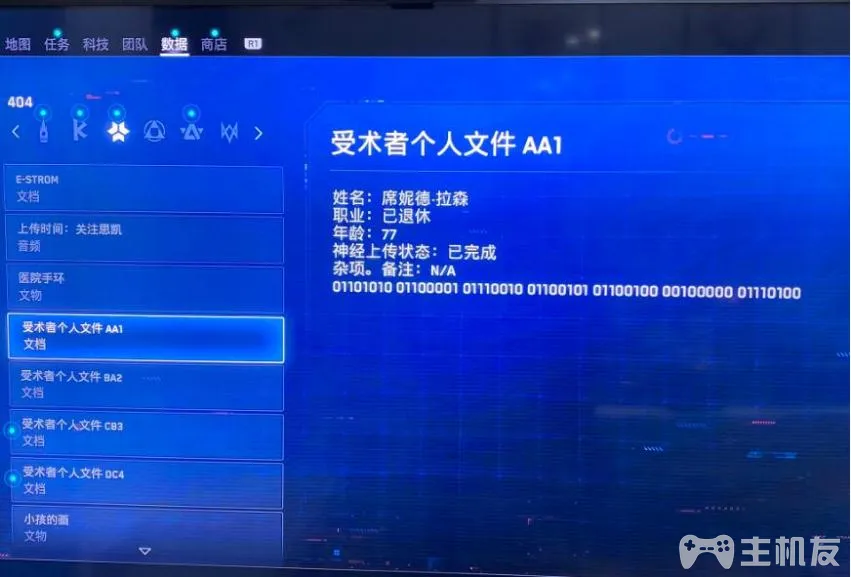 地图 任务 科技 团队 数据 商店 R1
404
E-STROM
文档
上传时间：关注思凯
音频
医院手环
文物
受术者个人文件 AA1
文档
受术者个人文件 BA2
文档
受术者个人文件 CB3
文档
受术者个人文件 DC4
文档
小孩的画
文物
受术者个人文件 AA1
姓名：席妮德·拉森
职业：已退休
年龄：77
神经上传状态：已完成
杂项。备注：N/A
01101010 01100001 01110010 01100101 01100100 00100000 01110100
主机友